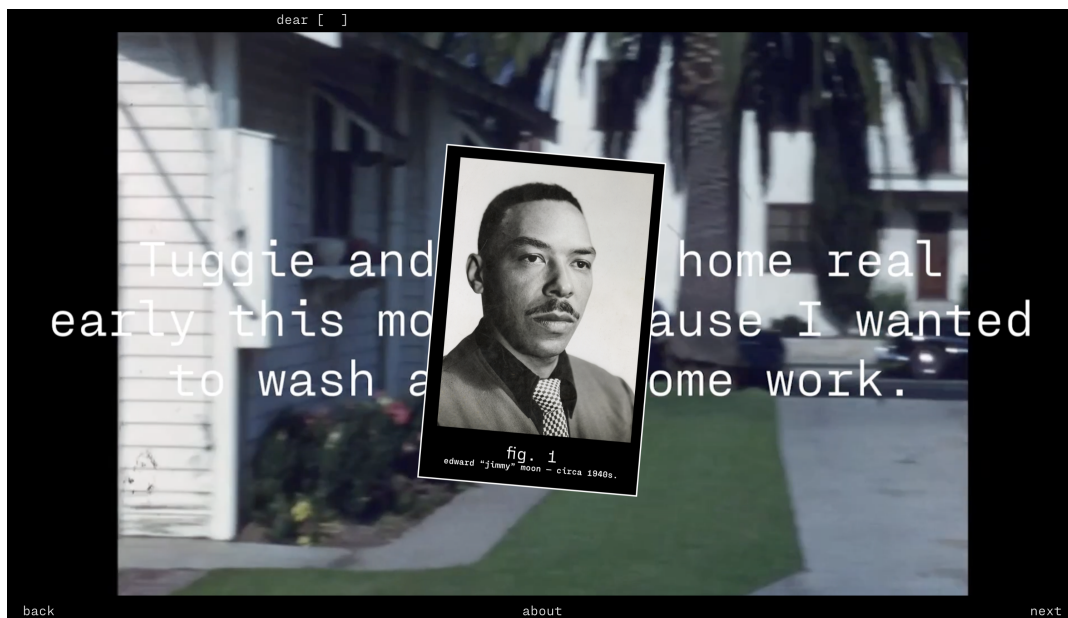 dear [  ]
Tuggie and home real
early this mo ause I wanted
to wash a ome work.
fig. 1
edward “jimmy” moon — circa 1940s.
back
about
next